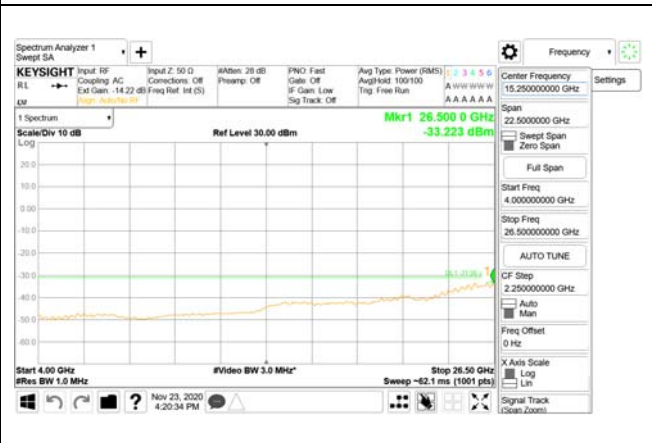 Spectrum Analyzer 1
Swept SA
Frequency
KEYSIGHT
RL
Input: RF
Coupling: AC
Ext Gain: -14.22 dB
Align: Auto/No RF
Input Z: 50 Ω
Corrections: Off
Freq Ref: Int (S)
#Atten: 28 dB
Preamp: Off
PNO: Fast
Gate: Off
IF Gain: Low
Sig Track: Off
Avg Type: Power (RMS)
Avg|Hold: 100/100
Trig: Free Run
1 2 3 4 5 6
A W W W W W
A A A A A A
Settings
1 Spectrum
Scale/Div 10 dB
Ref Level 30.00 dBm
Mkr1 26.500 0 GHz
-33.223 dBm
Log
20.0
10.0
0.00
-10.0
-20.0
-30.0
-40.0
-50.0
-60.0
1
Start 4.00 GHz
#Res BW 1.0 MHz
#Video BW 3.0 MHz*
Stop 26.50 GHz
Sweep ~62.1 ms (1001 pts)
Center Frequency
15.250000000 GHz
Span
22.5000000 GHz
Swept Span
Zero Span
Full Span
Start Freq
4.000000000 GHz
Stop Freq
26.500000000 GHz
AUTO TUNE
CF Step
2.250000000 GHz
Auto
Man
Freq Offset
0 Hz
X Axis Scale
Log
Lin
Signal Track
(Span Zoom)
Nov 23, 2020
4:20:34 PM